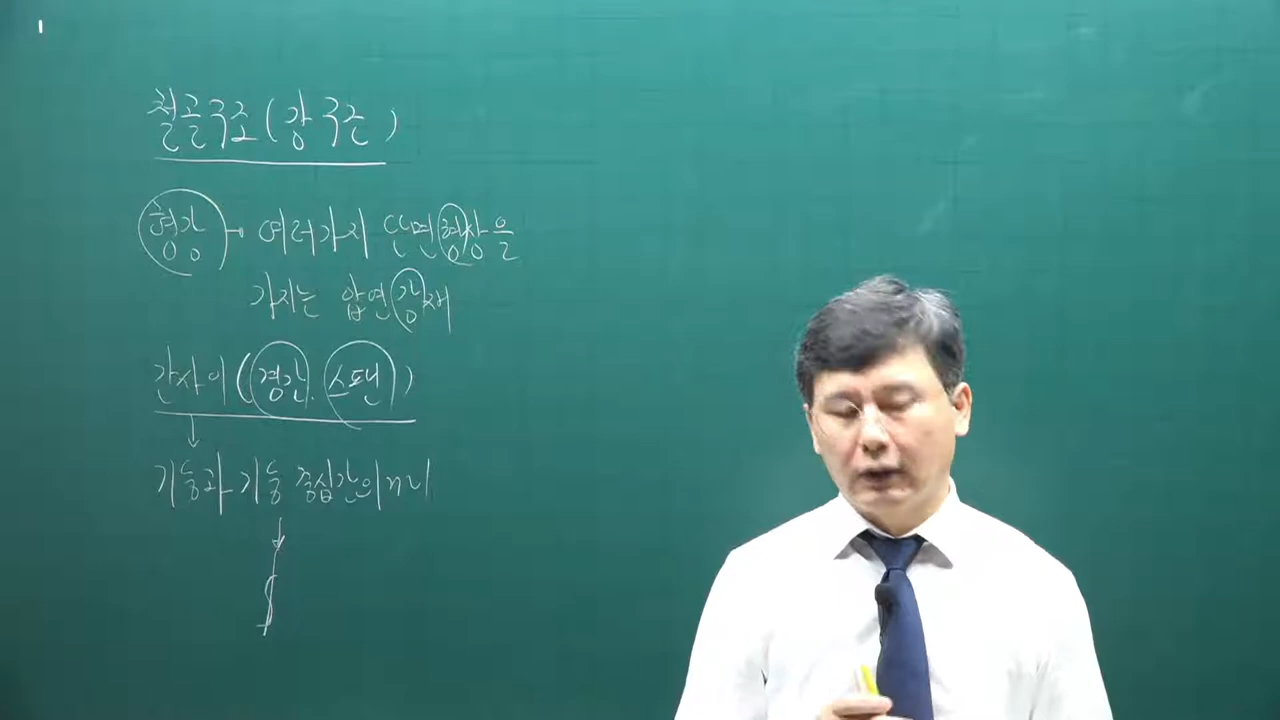 철골구조(강구조)
형강 → 여러가지 단면형상을
가지는 압연강재
간사이(경간, 스팬)
↓
기둥과 기둥 중심간의 거리